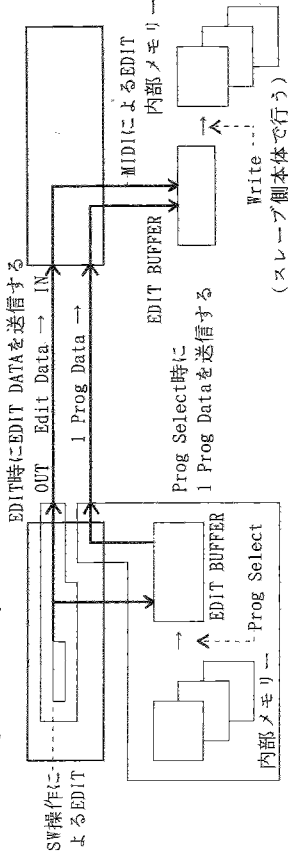 EDIT時にEDIT DATAを送信する
SW操作に
よるEDIT
OUT Edit Data → IN
1 Prog Data →
MIDIによるEDIT
EDIT BUFFER
内部メモリー
→
Write
(スレーブ側本体で行う)
Prog Select時に
1 Prog Dataを送信する
EDIT BUFFER
→
Prog Select
内部メモリー